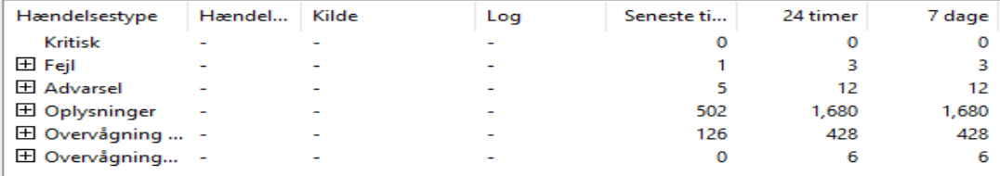 Hændelsestype Hændel... Kilde Log Seneste ti... 24 timer 7 dage
Kritisk - - - 0 0 0
Fejl - - - 1 3 3
Advarsel - - - 5 12 12
Oplysninger - - - 502 1,680 1,680
Overvågning ... - - - 126 428 428
Overvågning... - - - 0 6 6